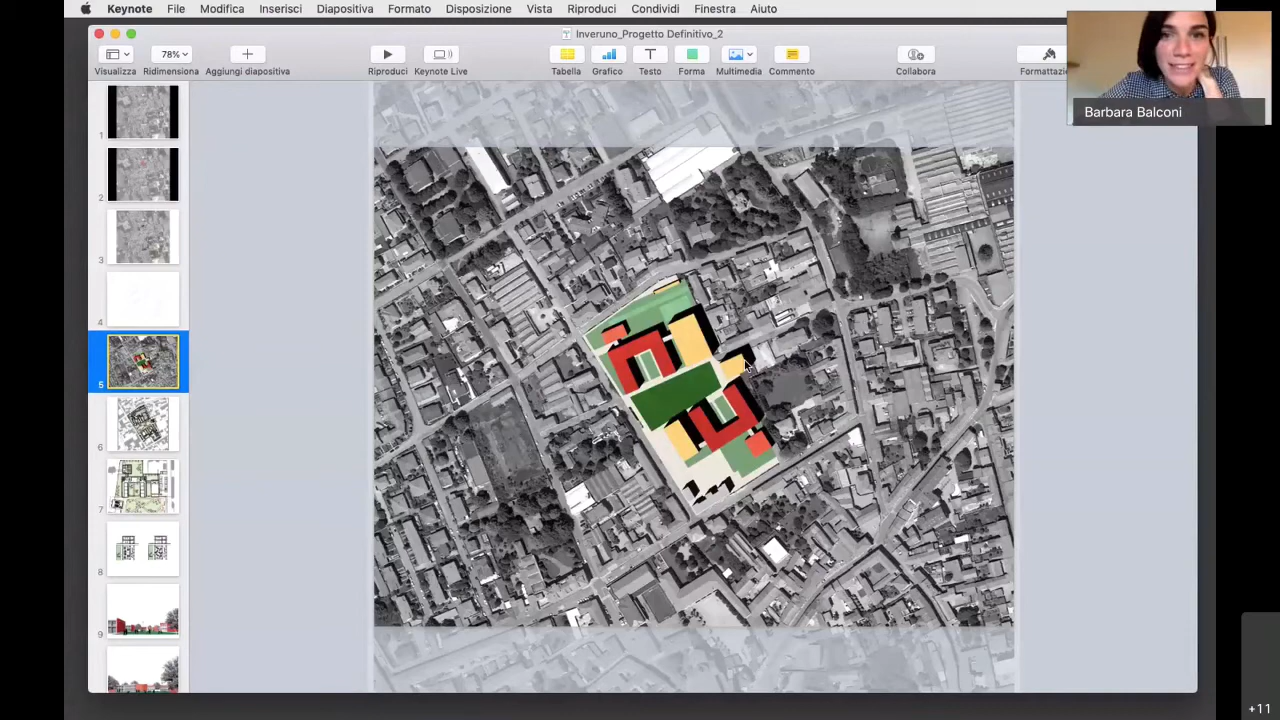 Keynote File Modifica Inserisci Diapositiva Formato Disposizione Vista Riproduci Condividi Finestra Aiuto
Inveruno_Progetto Definitivo_2
78%
Visualizza Ridimensiona Aggiungi diapositiva Riproduci Keynote Live Tabella Grafico Testo Forma Multimedia Commento Collabora Formattazi
Barbara Balconi
1
2
3
4
5
6
7
8
9
+11